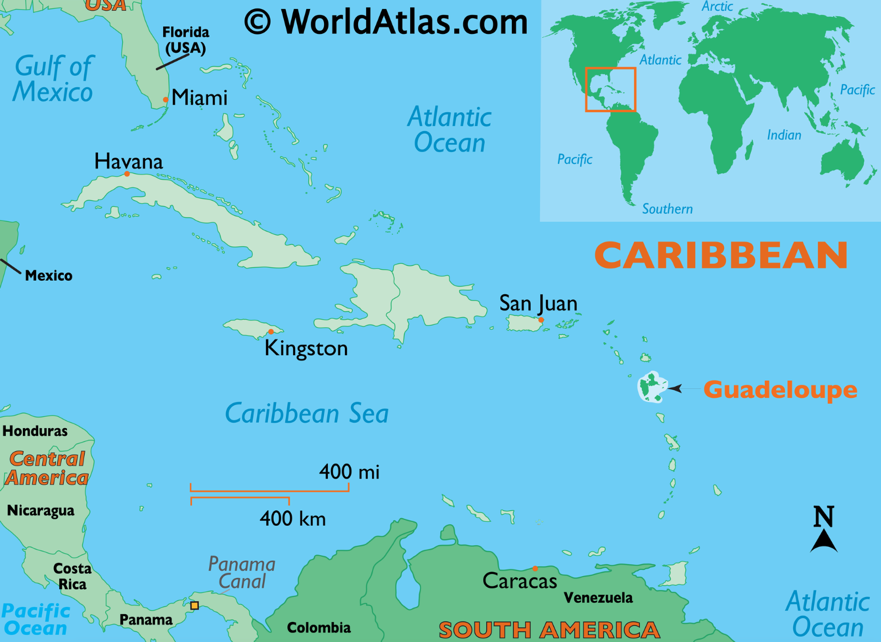 USA
© WorldAtlas.com
Florida
(USA)
Gulf of
Mexico
Miami
Atlantic
Ocean
Havana
Mexico
Arctic
Atlantic
Pacific
Indian
Pacific
Southern
CARIBBEAN
San Juan
Kingston
Guadeloupe
Caribbean Sea
Honduras
Central
America
Nicaragua
400 mi
400 km
N
Costa
Rica
Panama
Canal
Caracas
Venezuela
Pacific
Ocean
Panama
Colombia
SOUTH AMERICA
Atlantic
Ocean